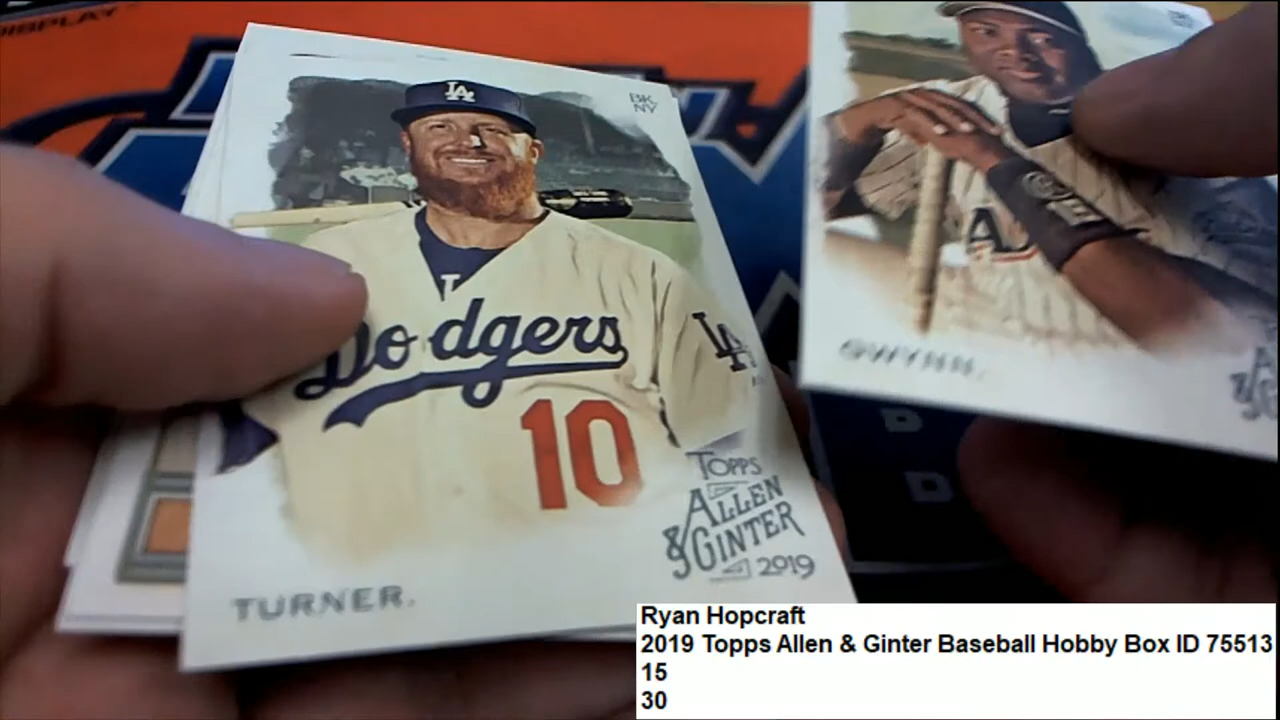 DISPLAY
LA
BK.
NY
L
Dodgers
LA
10
TOPPS
ALLEN
& GINTER
2019
TURNER.
GWYNN.
Ryan Hopcraft
2019 Topps Allen & Ginter Baseball Hobby Box ID 75513
15
30